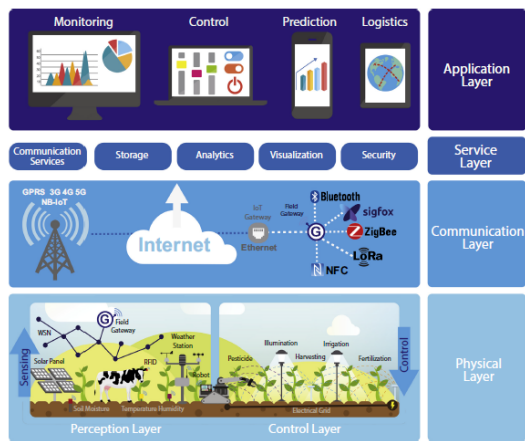 Monitoring
Control
Prediction
Logistics
Application
Layer
Communication
Services
Storage
Analytics
Visualization
Security
Service
Layer
GPRS 3G 4G 5G
NB-IoT
Internet
IoT
Gateway
Ethernet
Field
Gateway
G
Bluetooth
sigfox
ZigBee
LoRa
NFC
Communication
Layer
Sensing
WSN
G
Field
Gateway
Solar Panel
RFID
Weather
Station
Robot
Soil Moisture
Temperature Humidity
Perception Layer
Pesticide
Illumination
Harvesting
Irrigation
Fertilization
Electrical Grid
Control Layer
Control
Physical
Layer